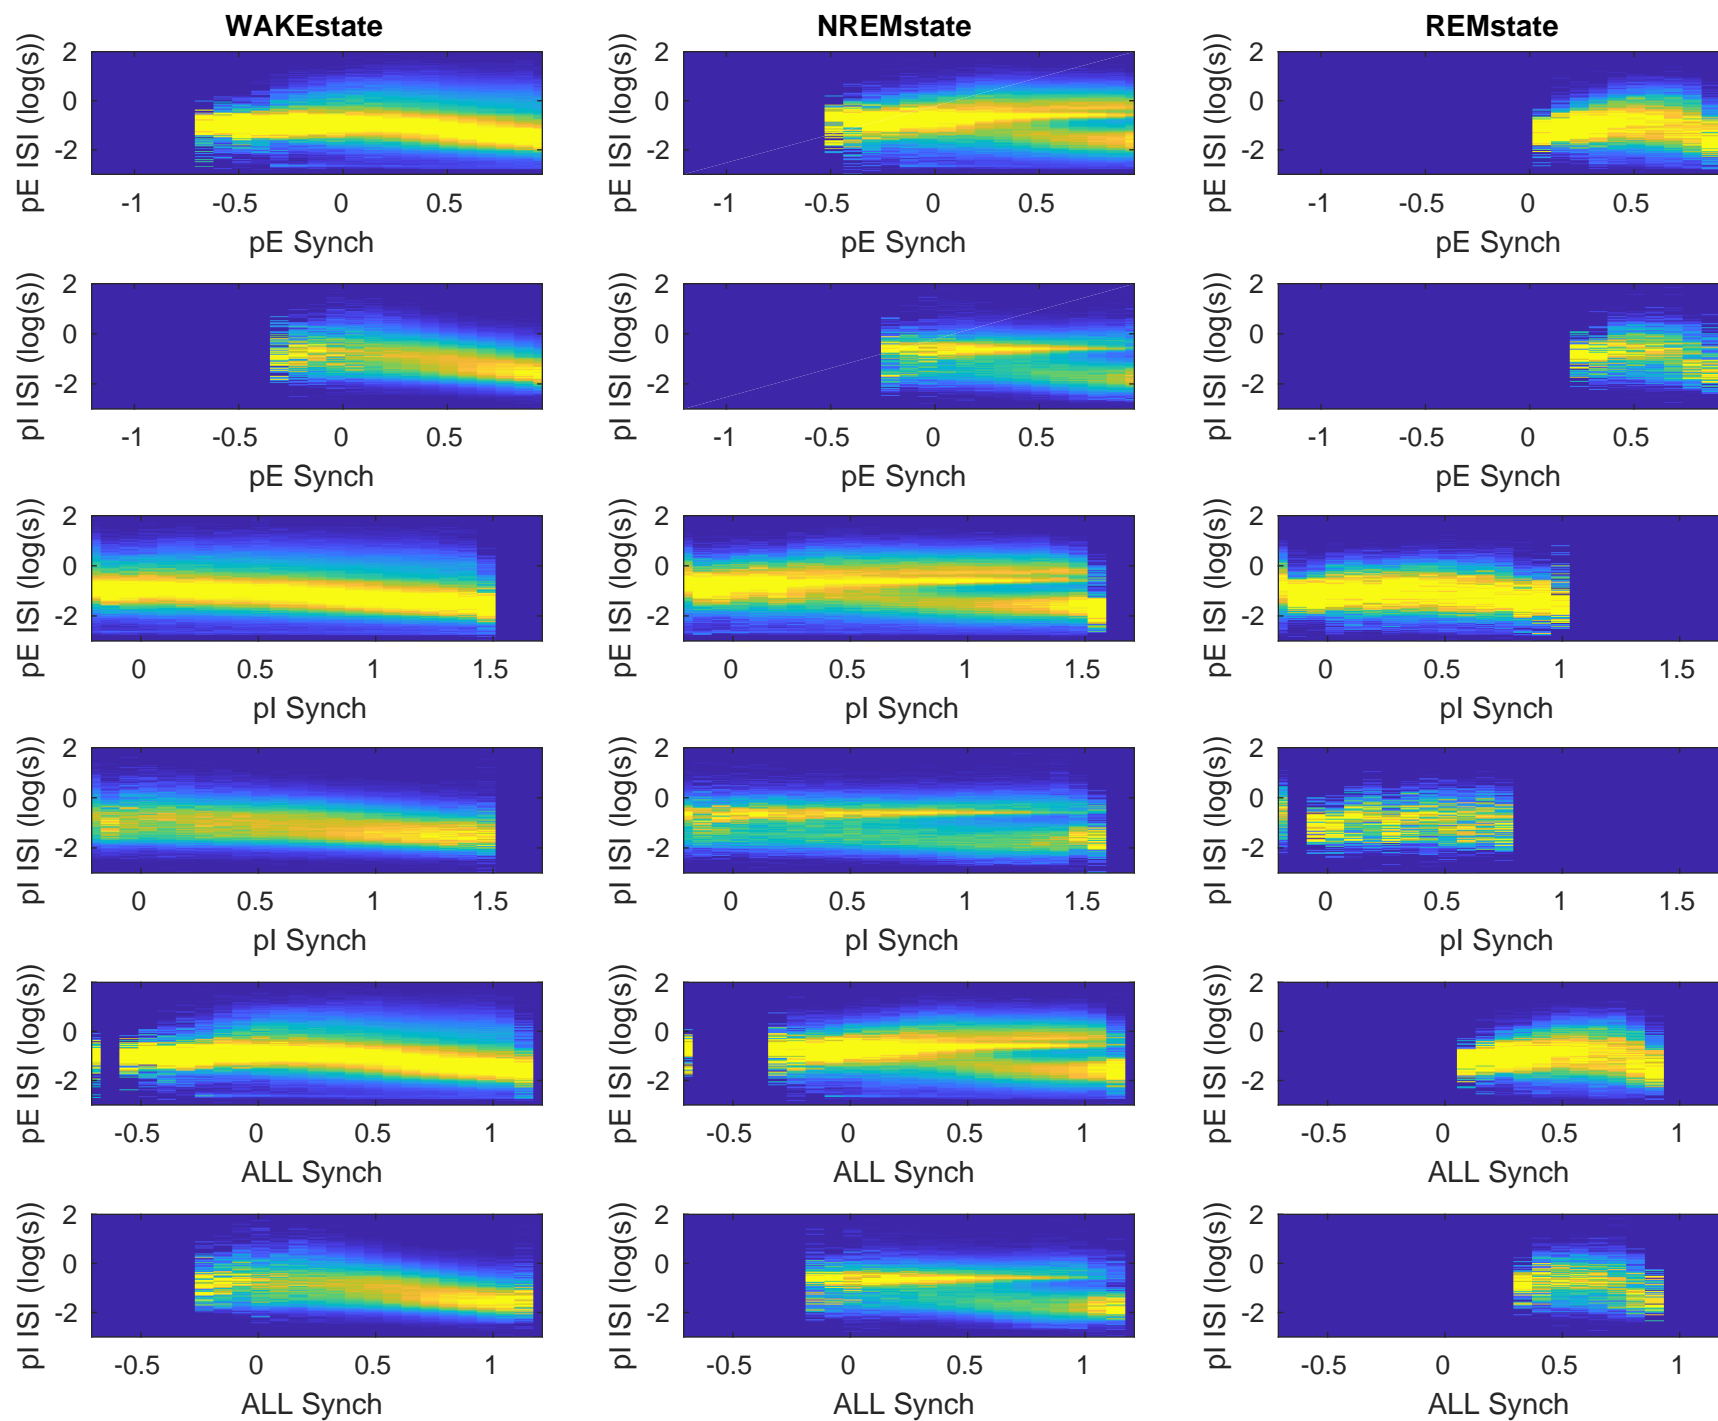 WAKEstate NREMstate REMstate
pE ISI (log(s)) 2 0 -2 pE ISI (log(s)) 2 0 -2 pE ISI (log(s)) 2 0 -2
-1 -0.5 0 0.5 -1 -0.5 0 0.5 -1 -0.5 0 0.5
pE Synch pE Synch pE Synch
pI ISI (log(s)) 2 0 -2 pI ISI (log(s)) 2 0 -2 pI ISI (log(s)) 2 0 -2
-1 -0.5 0 0.5 -1 -0.5 0 0.5 -1 -0.5 0 0.5
pE Synch pE Synch pE Synch
pE ISI (log(s)) 2 0 -2 pE ISI (log(s)) 2 0 -2 pE ISI (log(s)) 2 0 -2
0 0.5 1 1.5 0 0.5 1 1.5 0 0.5 1 1.5
pI Synch pI Synch pI Synch
pI ISI (log(s)) 2 0 -2 pI ISI (log(s)) 2 0 -2 pI ISI (log(s)) 2 0 -2
0 0.5 1 1.5 0 0.5 1 1.5 0 0.5 1 1.5
pI Synch pI Synch pI Synch
pE ISI (log(s)) 2 0 -2 pE ISI (log(s)) 2 0 -2 pE ISI (log(s)) 2 0 -2
-0.5 0 0.5 1 -0.5 0 0.5 1 -0.5 0 0.5 1
ALL Synch ALL Synch ALL Synch
pI ISI (log(s)) 2 0 -2 pI ISI (log(s)) 2 0 -2 pI ISI (log(s)) 2 0 -2
-0.5 0 0.5 1 -0.5 0 0.5 1 -0.5 0 0.5 1
ALL Synch ALL Synch ALL Synch